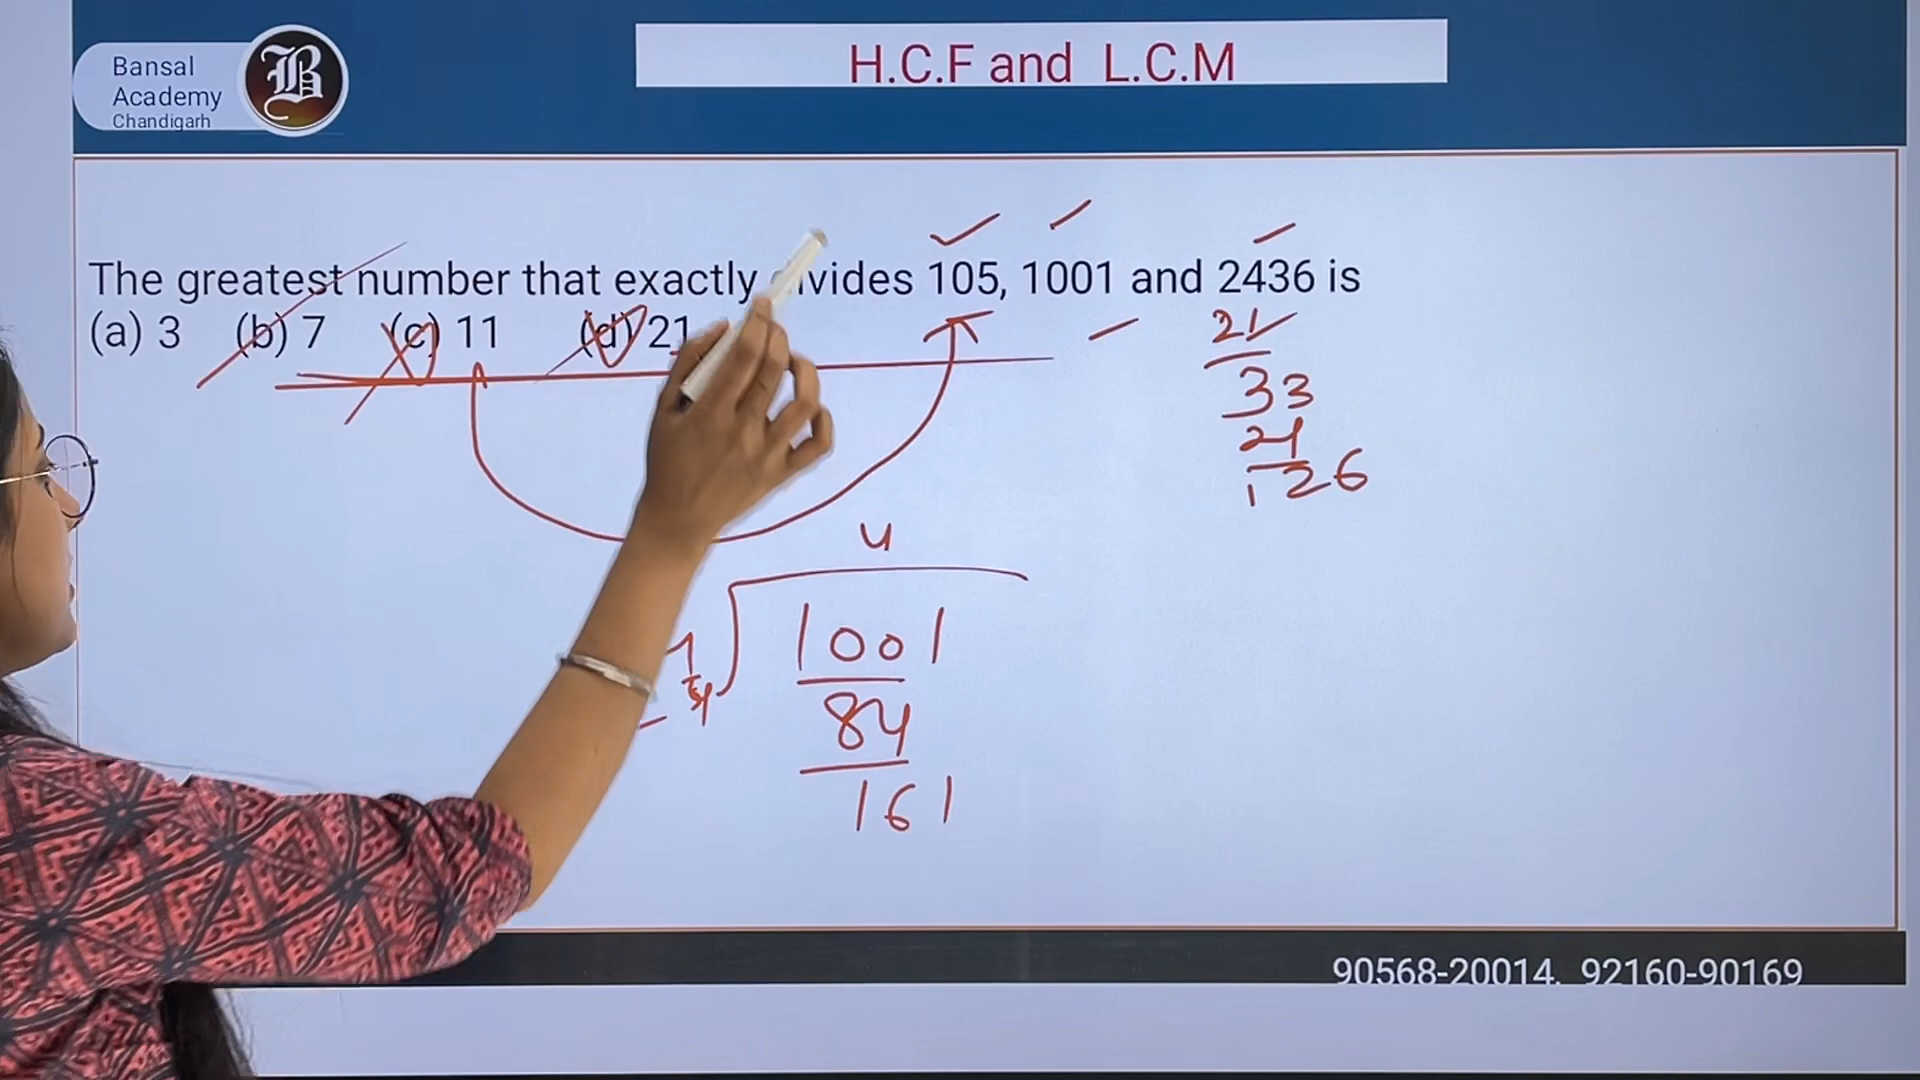 Bansal
Academy
Chandigarh
H.C.F and L.C.M
The greatest number that exactly divides 105, 1001 and 2436 is
(a) 3 (b) 7 (c) 11 (d) 21
21
33
21
126
4
1001
84
161
90568-20014, 92160-90169